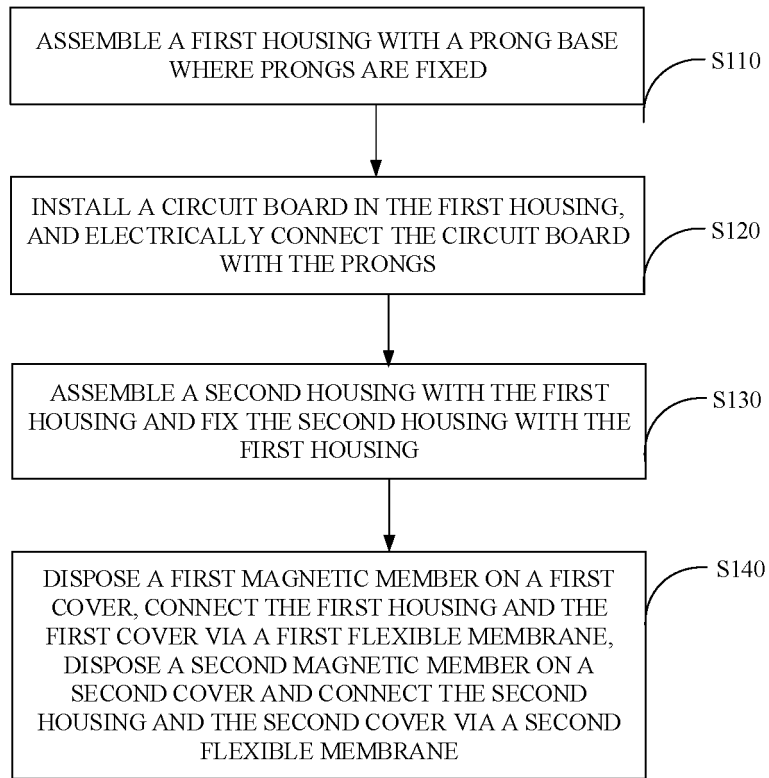 ASSEMBLE A FIRST HOUSING WITH A PRONG BASE
WHERE PRONGS ARE FIXED
S110
INSTALL A CIRCUIT BOARD IN THE FIRST HOUSING,
AND ELECTRICALLY CONNECT THE CIRCUIT BOARD
WITH THE PRONGS
S120
ASSEMBLE A SECOND HOUSING WITH THE FIRST
HOUSING AND FIX THE SECOND HOUSING WITH THE
FIRST HOUSING
S130
DISPOSE A FIRST MAGNETIC MEMBER ON A FIRST
COVER, CONNECT THE FIRST HOUSING AND THE
FIRST COVER VIA A FIRST FLEXIBLE MEMBRANE,
DISPOSE A SECOND MAGNETIC MEMBER ON A
SECOND COVER AND CONNECT THE SECOND
HOUSING AND THE SECOND COVER VIA A SECOND
FLEXIBLE MEMBRANE
S140